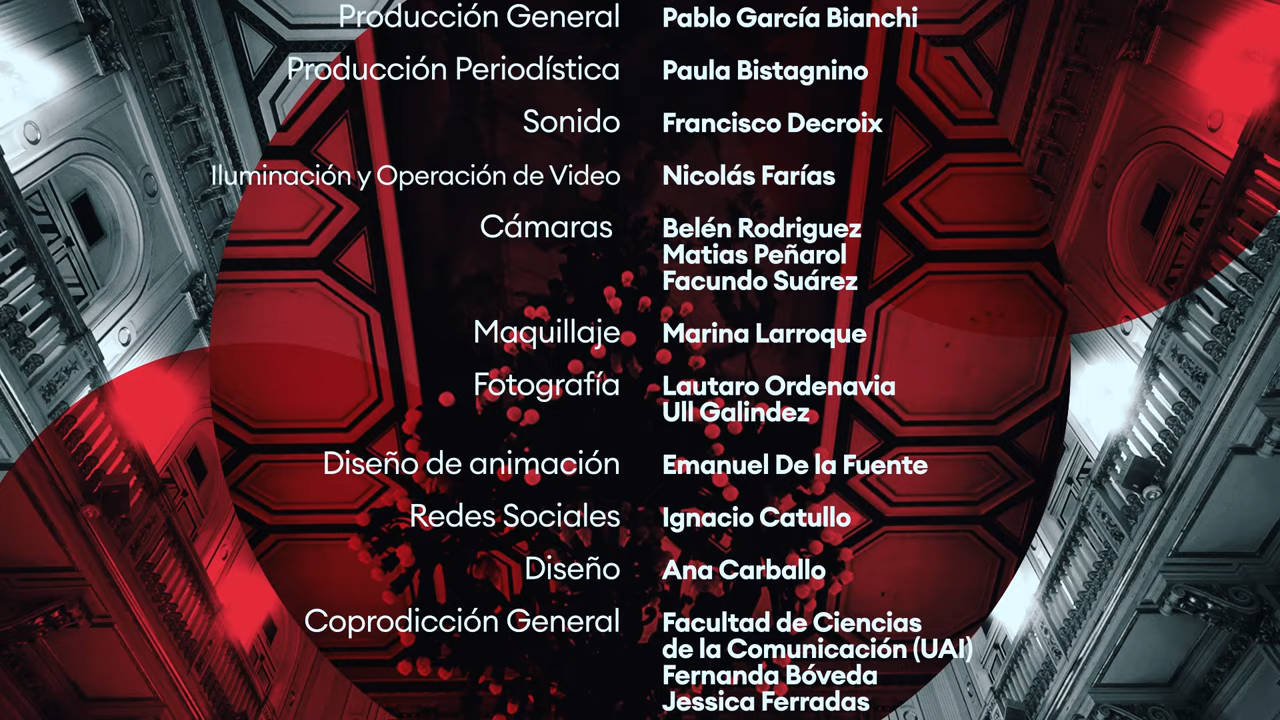 Producción General Pablo García Bianchi
Producción Periodística Paula Bistagnino
Sonido Francisco Decroix
Iluminación y Operación de Video Nicolás Farías
Cámaras Belén Rodriguez
Matias Peñarol
Facundo Suárez
Maquillaje Marina Larroque
Fotografía Lautaro Ordenavia
Ull Galindez
Diseño de animación Emanuel De la Fuente
Redes Sociales Ignacio Catullo
Diseño Ana Carballo
Coprodicción General Facultad de Ciencias
de la Comunicación (UAI)
Fernanda Bóveda
Jessica Ferradas